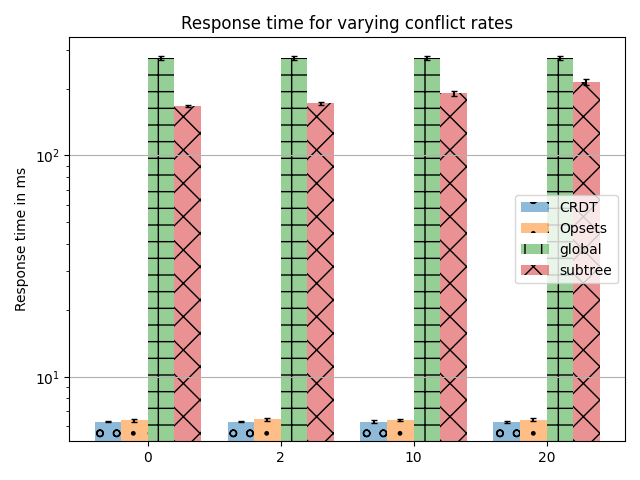 Response time for varying conflict rates
Response time in ms
10²
10¹
CRDT
Opsets
global
subtree
0 2 10 20